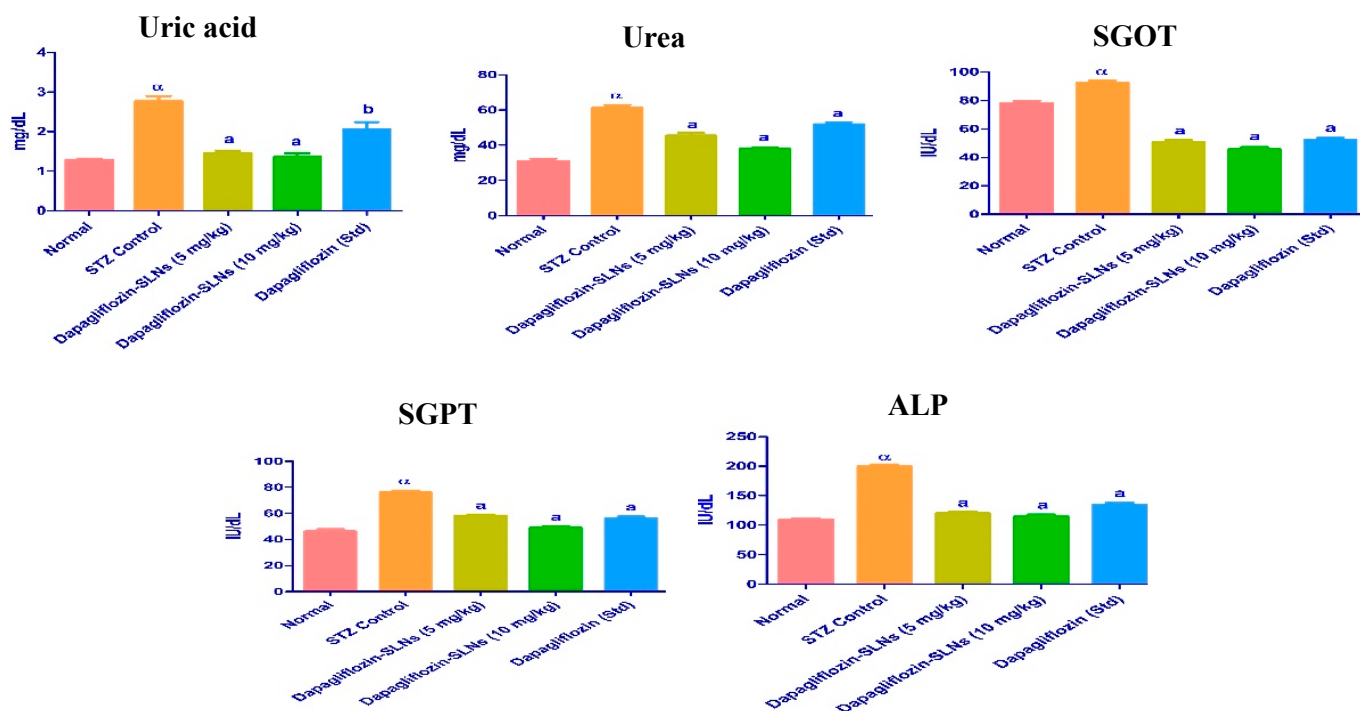 Uric acid
mg/dL
4
3
2
1
0
α
a
a
b
Normal
STZ Control
Dapagliflozin-SLNs (5 mg/kg)
Dapagliflozin-SLNs (10 mg/kg)
Dapagliflozin (Std)
Urea
mg/dL
80
60
40
20
0
α
a
a
a
Normal
STZ Control
Dapagliflozin-SLNs (5 mg/kg)
Dapagliflozin-SLNs (10 mg/kg)
Dapagliflozin (Std)
SGOT
IU/dL
100
80
60
40
20
0
α
a
a
a
Normal
STZ Control
Dapagliflozin-SLNs (5 mg/kg)
Dapagliflozin-SLNs (10 mg/kg)
Dapagliflozin (Std)
SGPT
IU/dL
100
80
60
40
20
0
α
a
a
a
Normal
STZ Control
Dapagliflozin-SLNs (5 mg/kg)
Dapagliflozin-SLNs (10 mg/kg)
Dapagliflozin (Std)
ALP
IU/dL
250
200
150
100
50
0
α
a
a
a
Normal
STZ Control
Dapagliflozin-SLNs (5 mg/kg)
Dapagliflozin-SLNs (10 mg/kg)
Dapagliflozin (Std)